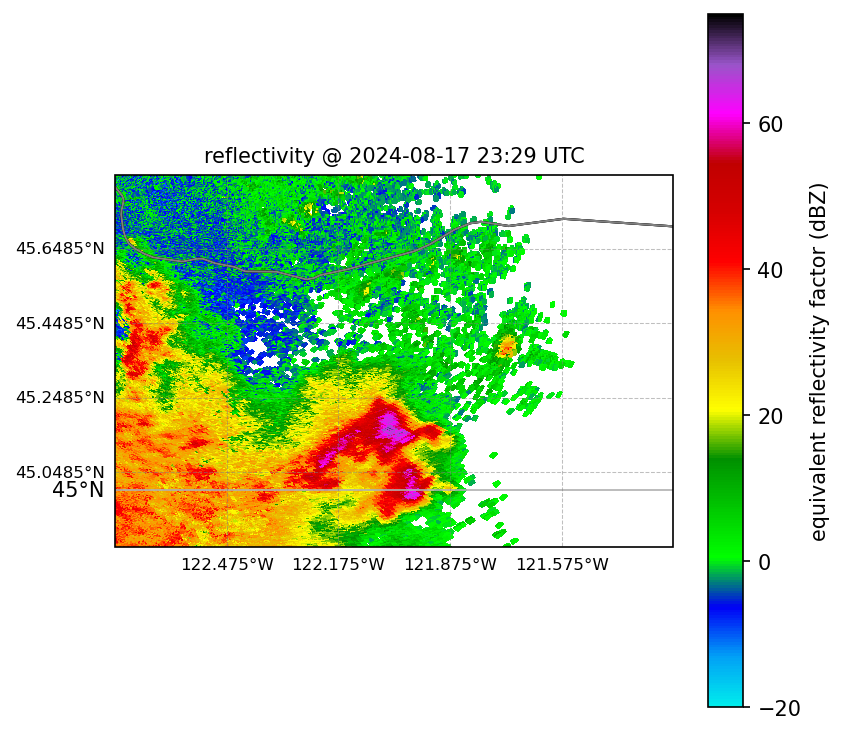 reflectivity @ 2024-08-17 23:29 UTC
45.6485°N
45.4485°N
45.2485°N
45.0485°N
45°N
122.475°W 122.175°W 121.875°W 121.575°W
60
40
20
0
−20
equivalent reflectivity factor (dBZ)